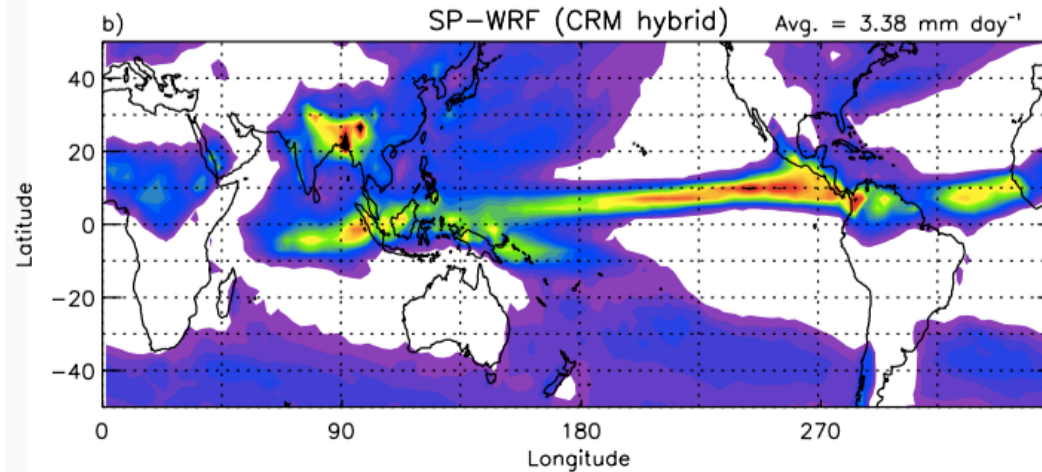 b) SP-WRF (CRM hybrid) Avg. = 3.38 mm day⁻¹
40
20
0
−20
−40
Latitude
0 90 180 270
Longitude